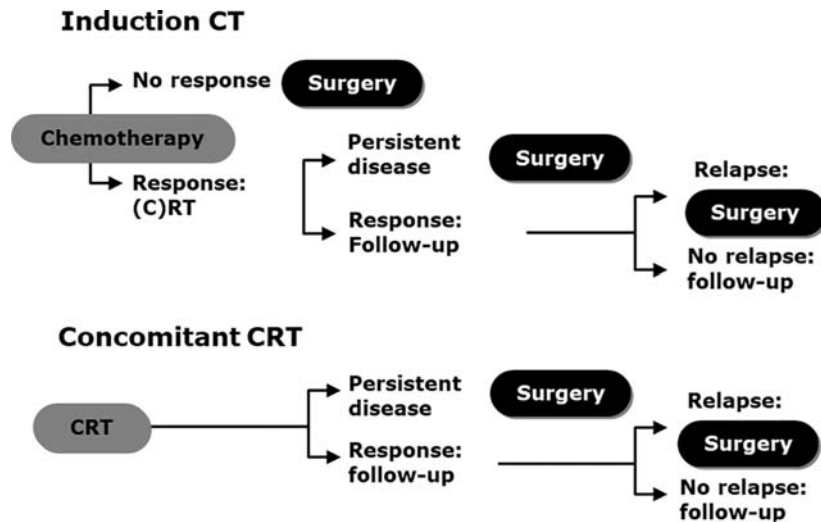 Induction CT
No response
Surgery
Chemotherapy
Response:
(C)RT
Persistent
disease
Surgery
Response:
Follow-up
Relapse:
Surgery
No relapse:
follow-up
Concomitant CRT
CRT
Persistent
disease
Surgery
Response:
follow-up
Relapse:
Surgery
No relapse:
follow-up